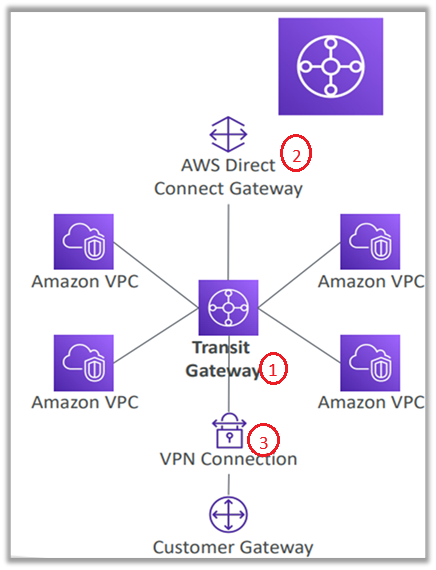 AWS Direct
Connect Gateway
2
Amazon VPC
Amazon VPC
Transit
Gateway
1
Amazon VPC
Amazon VPC
3
VPN Connection
Customer Gateway